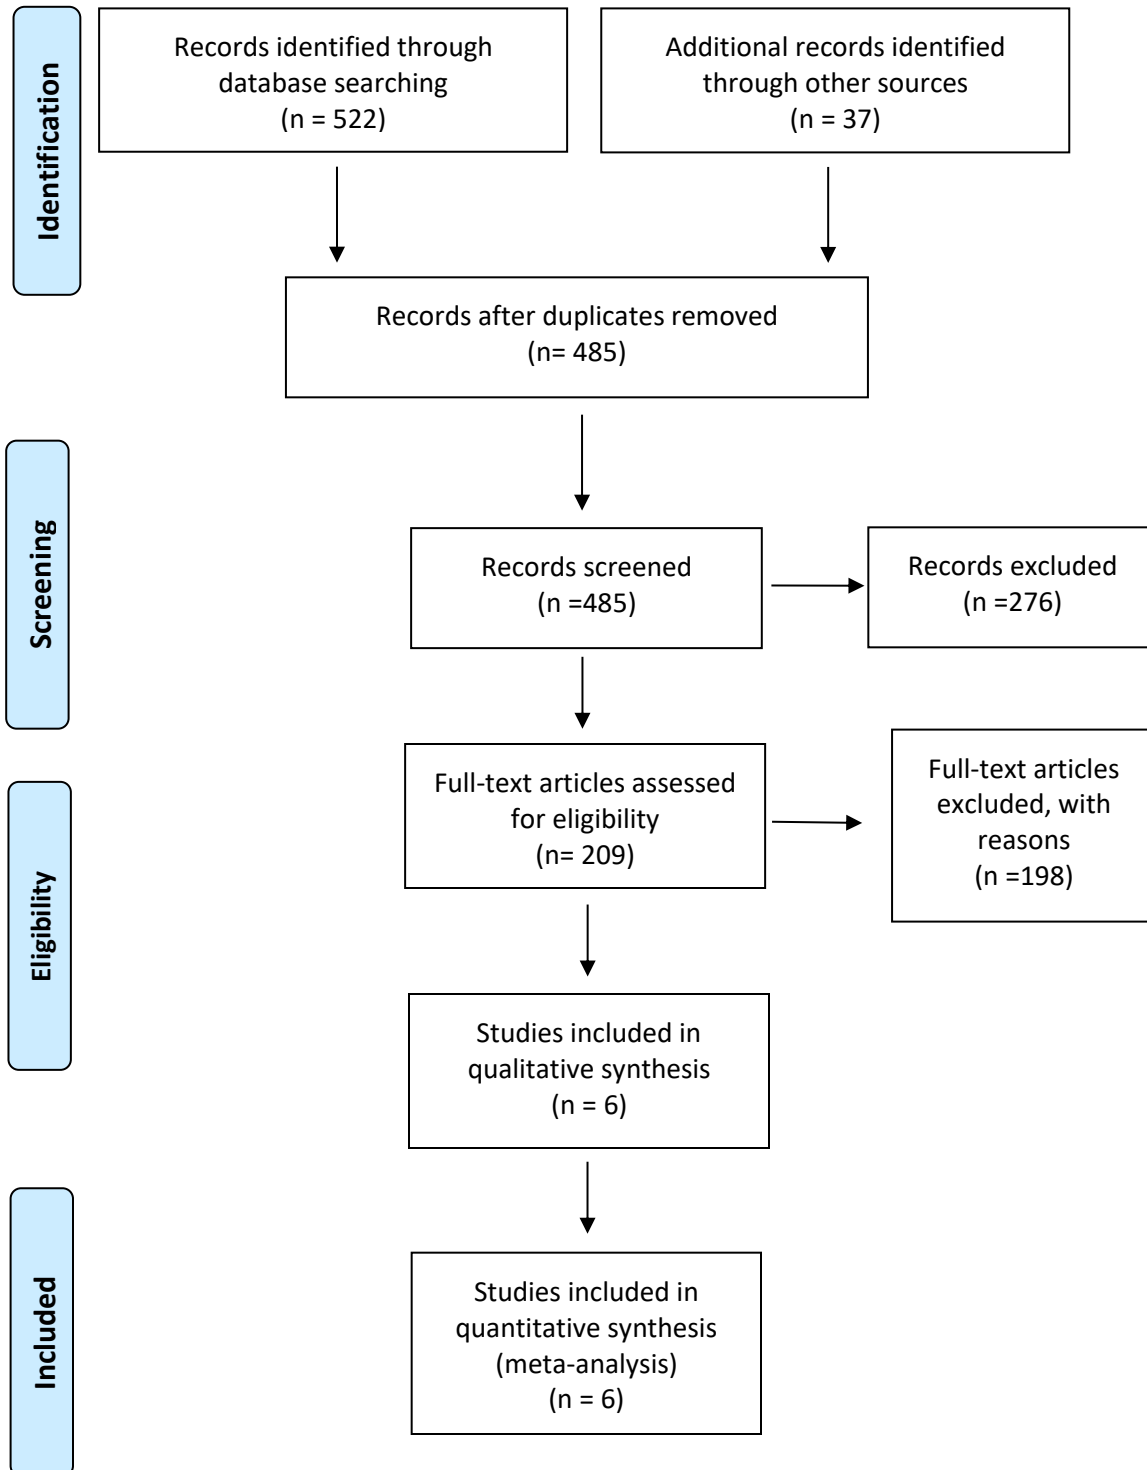 Identification
Records identified through
database searching
(n = 522)
Additional records identified
through other sources
(n = 37)
Records after duplicates removed
(n= 485)
Screening
Records screened
(n =485)
Records excluded
(n =276)
Eligibility
Full-text articles assessed
for eligibility
(n= 209)
Full-text articles
excluded, with
reasons
(n =198)
Studies included in
qualitative synthesis
(n = 6)
Included
Studies included in
quantitative synthesis
(meta-analysis)
(n = 6)